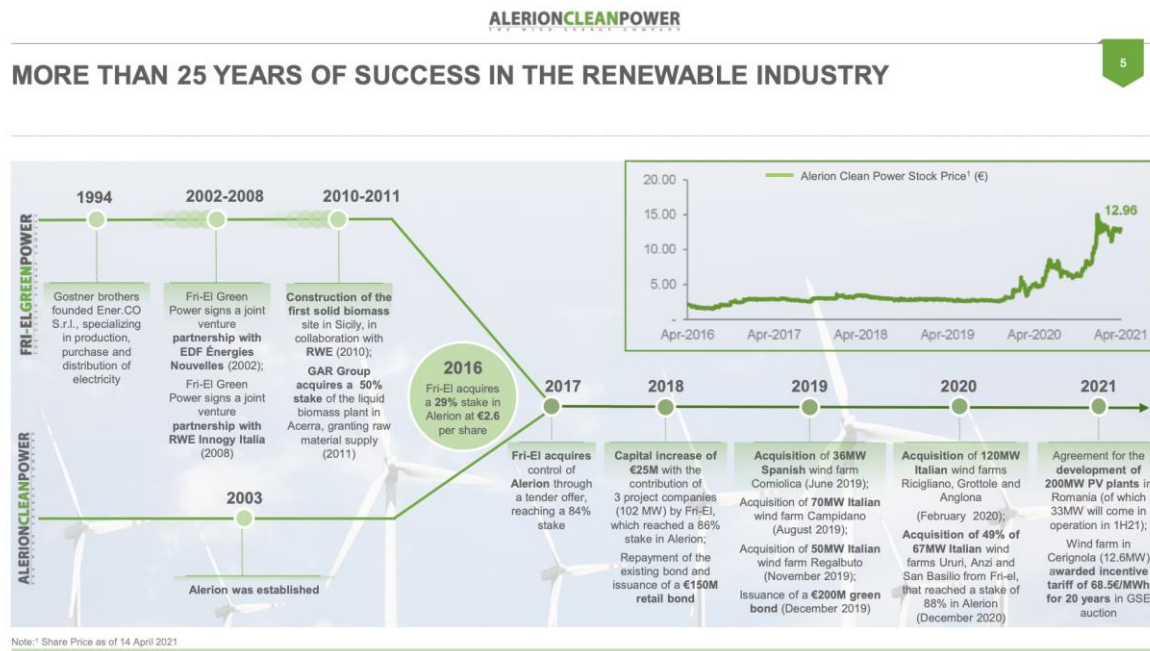 ALERIONCLEANPOWER
THE WIND ENERGY COMPANY
5
MORE THAN 25 YEARS OF SUCCESS IN THE RENEWABLE INDUSTRY
FRI-ELGREENPOWER
1994
Gostner brothers
founded Ener.CO
S.r.l., specializing
in production,
purchase and
distribution of
electricity
2002-2008
Fri-El Green
Power signs a joint
venture
partnership with
EDF Énergies
Nouvelles (2002);
Fri-El Green
Power signs a joint
venture
partnership with
RWE Innogy Italia
(2008)
2010-2011
Construction of the
first solid biomass
site in Sicily, in
collaboration with
RWE (2010);
GAR Group
acquires a 50%
stake of the liquid
biomass plant in
Acerra, granting raw
material supply
(2011)
ALERIONCLEANPOWER
2003
Alerion was established
2016
Fri-El acquires
a 29% stake in
Alerion at €2.6
per share
Alerion Clean Power Stock Price¹ (€)
20.00
15.00
10.00
5.00
-
12.96
Apr-2016
Apr-2017
Apr-2018
Apr-2019
Apr-2020
Apr-2021
2017
Fri-El acquires
control of
Alerion through
a tender offer,
reaching a 84%
stake
2018
Capital increase of
€25M with the
contribution of
3 project companies
(102 MW) by Fri-El,
which reached a 86%
stake in Alerion;
Repayment of the
existing bond and
issuance of a €150M
retail bond
2019
Acquisition of 36MW
Spanish wind farm
Comiolica (June 2019);
Acquisition of 70MW Italian
wind farm Campidano
(August 2019);
Acquisition of 50MW Italian
wind farm Regalbuto
(November 2019);
Issuance of a €200M green
bond (December 2019)
2020
Acquisition of 120MW
Italian wind farms
Ricigliano, Grottole and
Anglona
(February 2020);
Acquisition of 49% of
67MW Italian wind
farms Ururi, Anzi and
San Basilio from Fri-el,
that reached a stake of
88% in Alerion
(December 2020)
2021
Agreement for the
development of
200MW PV plants in
Romania (of which
33MW will come in
operation in 1H21);
Wind farm in
Cerignola (12.6MW)
awarded incentive
tariff of 68.5€/MWh
for 20 years in GSE
auction
Note:¹ Share Price as of 14 April 2021